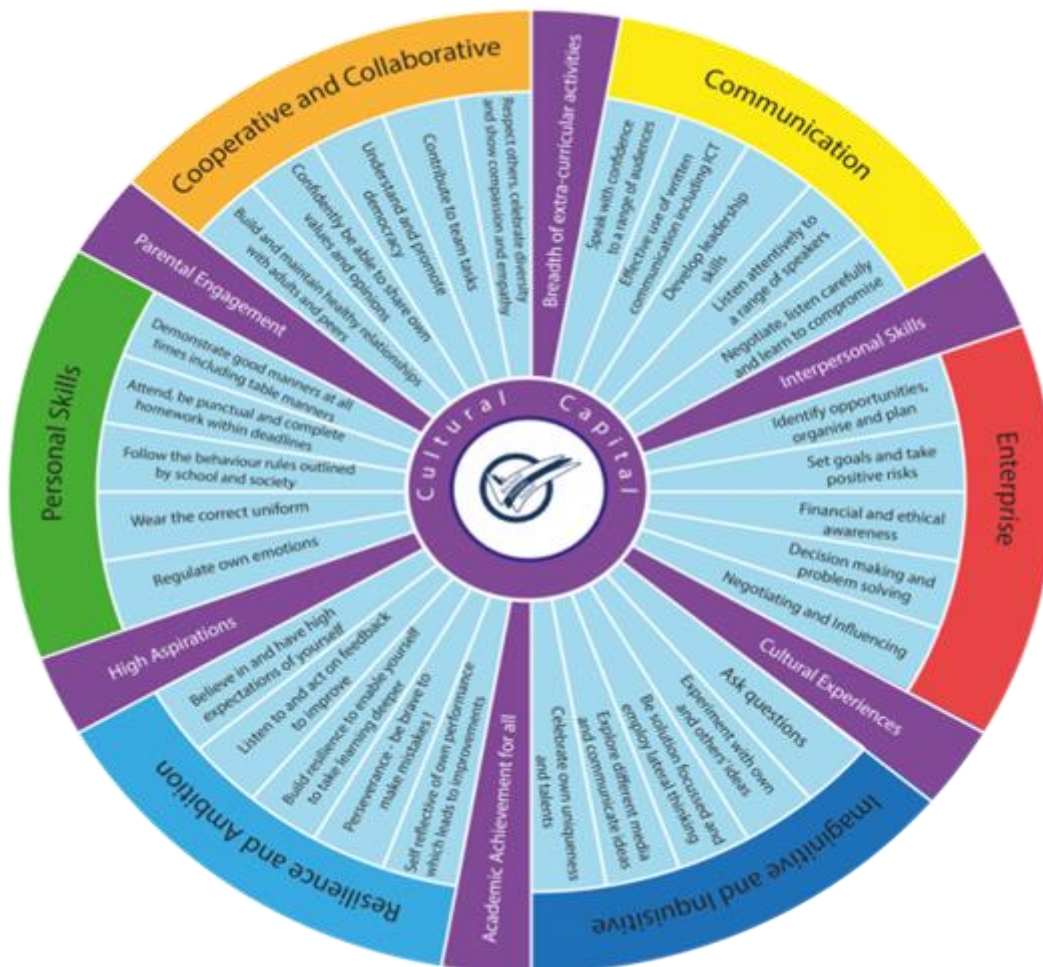 Cultural Capital
Breadth of extra-curricular activities
Communication
Speak with confidence
to a range of audiences
Effective use of written
communication including ICT
Develop leadership
skills
Listen attentively to
a range of speakers
Negotiate, listen carefully
and learn to compromise
Interpersonal Skills
Enterprise
Identify opportunities,
organise and plan
Set goals and take
positive risks
Financial and ethical
awareness
Decision making and
problem solving
Negotiating and Influencing
Cultural Experiences
Imaginitive and Inquisitive
Ask questions
Experiment with own
and others' ideas
Be solution focussed and
employ lateral thinking
Explore different media
and communicate ideas
Celebrate own uniqueness
and talents
Academic Achievement for all
Resilience and Ambition
Self reflective of own performance
which leads to improvements
Perseverance - be brave to
make mistakes !
Build resilience to enable yourself
to take learning deeper
Listen to and act on feedback
to improve
Believe in and have high
expectations of yourself
High Aspirations
Personal Skills
Regulate own emotions
Wear the correct uniform
Follow the behaviour rules outlined
by school and society
Attend, be punctual and complete
homework within deadlines
Demonstrate good manners at all
times including table manners
Parental Engagement
Cooperative and Collaborative
Build and maintain healthy relationships
with adults and peers
Confidently be able to share own
values and opinions
Understand and promote
democracy
Contribute to team tasks
Respect others, celebrate diversity
and show compassion and empathy